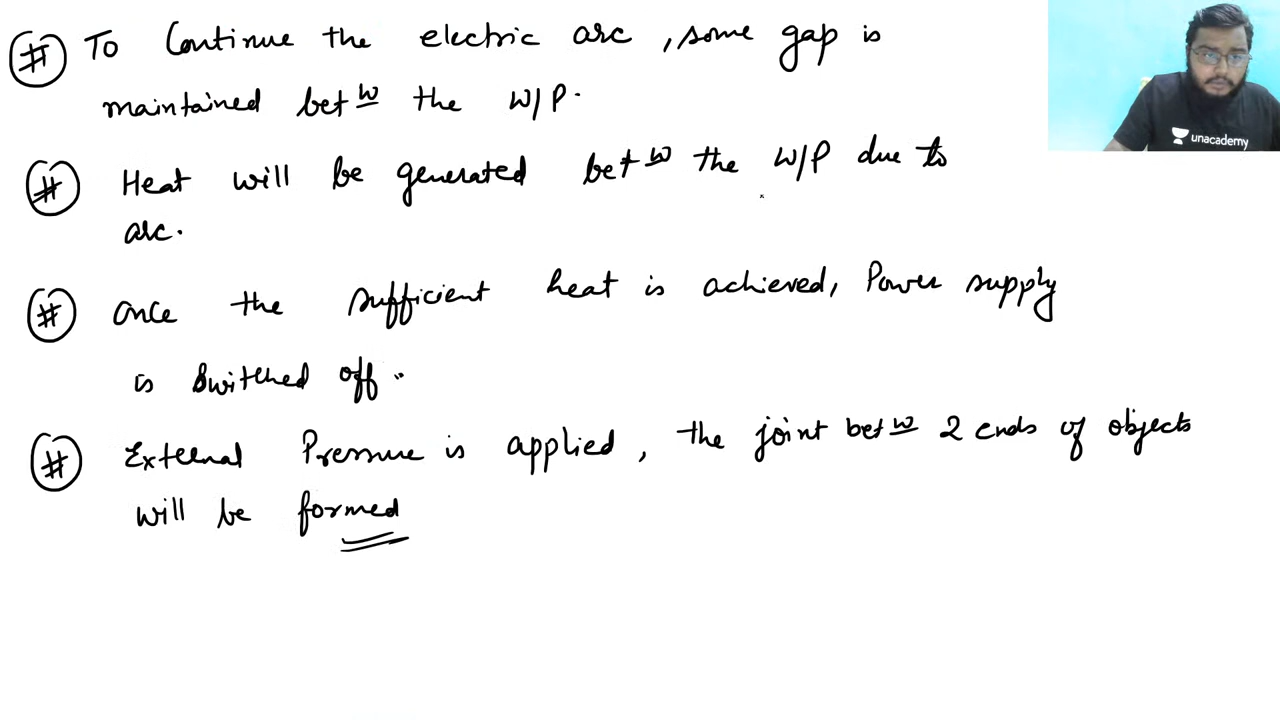 # To Continue the electric arc, some gap is
maintained betw the W/P.
# Heat will be generated betw the W/P due to
arc.
# once the sufficient heat is achieved, Power supply
is switched off.
# External Pressure is applied, the joint betw 2 ends of objects
will be formed
unacademy